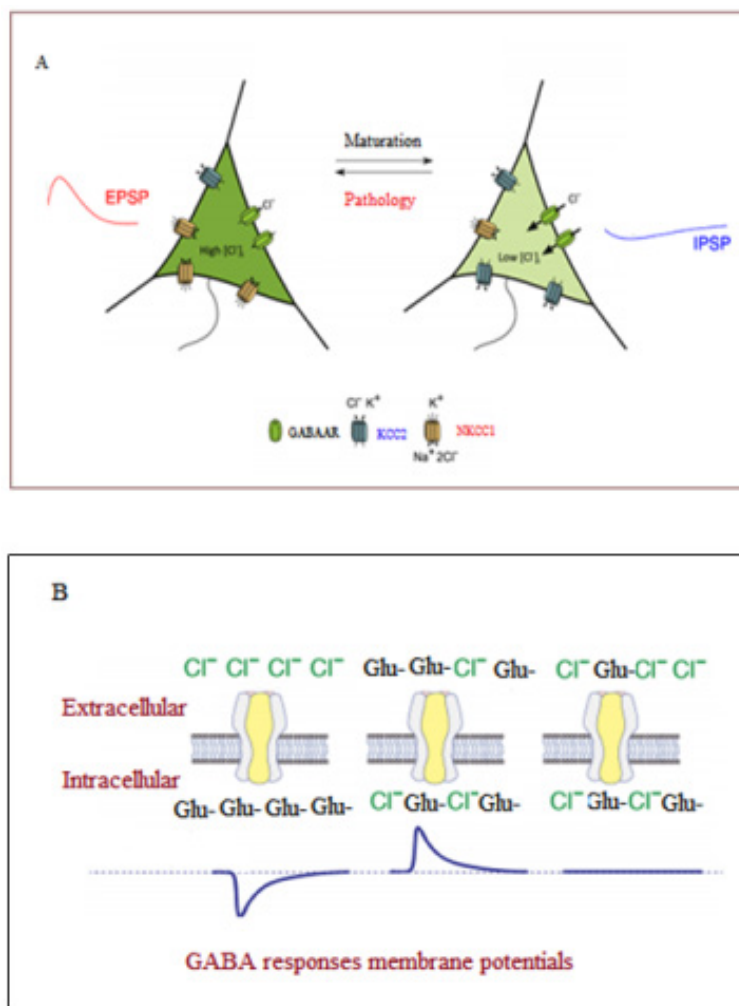 A
Maturation
EPSP
Pathology
Cl⁻
Cl⁻
High [Cl⁻]ᵢ
Low [Cl⁻]ᵢ
IPSP
Cl⁻ K⁺
K⁺
GABAAR
KCC2
NKCC1
Na⁺ 2Cl⁻
B
Cl⁻ Cl⁻ Cl⁻ Cl⁻
Glu- Glu- Cl⁻ Glu-
Cl⁻ Glu- Cl⁻ Cl⁻
Extracellular
Intracellular
Glu- Glu- Glu- Glu-
Cl⁻ Glu- Cl⁻ Glu-
Cl⁻ Glu- Cl⁻ Glu-
GABA responses membrane potentials